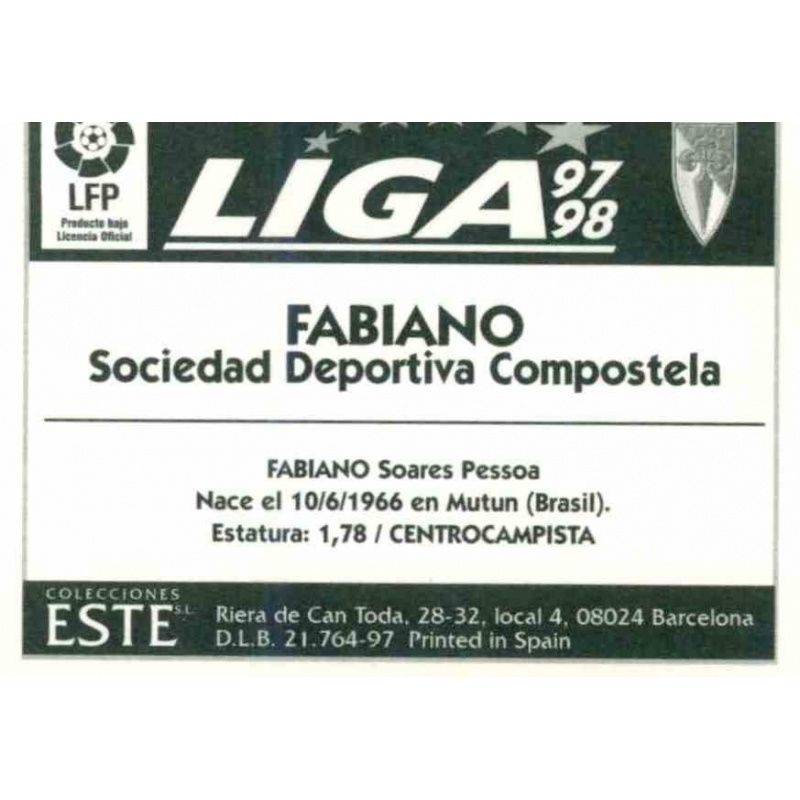 LFP
Producto bajo
Licencia Oficial
LIGA 97 98
FABIANO
Sociedad Deportiva Compostela
FABIANO Soares Pessoa
Nace el 10/6/1966 en Mutun (Brasil).
Estatura: 1,78 / CENTROCAMPISTA
COLECCIONES
ESTE S.L.
Riera de Can Toda, 28-32, local 4, 08024 Barcelona
D.L.B. 21.764-97 Printed in Spain